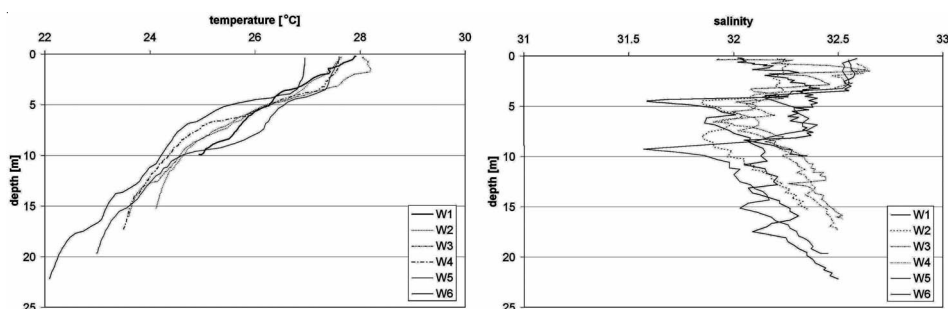 temperature [°C]
22 24 26 28 30
0
5
10
15
20
25
depth [m]
W1
W2
W3
W4
W5
W6
salinity
31 31.5 32 32.5 33
0
5
10
15
20
25
depth [m]
W1
W2
W3
W4
W5
W6